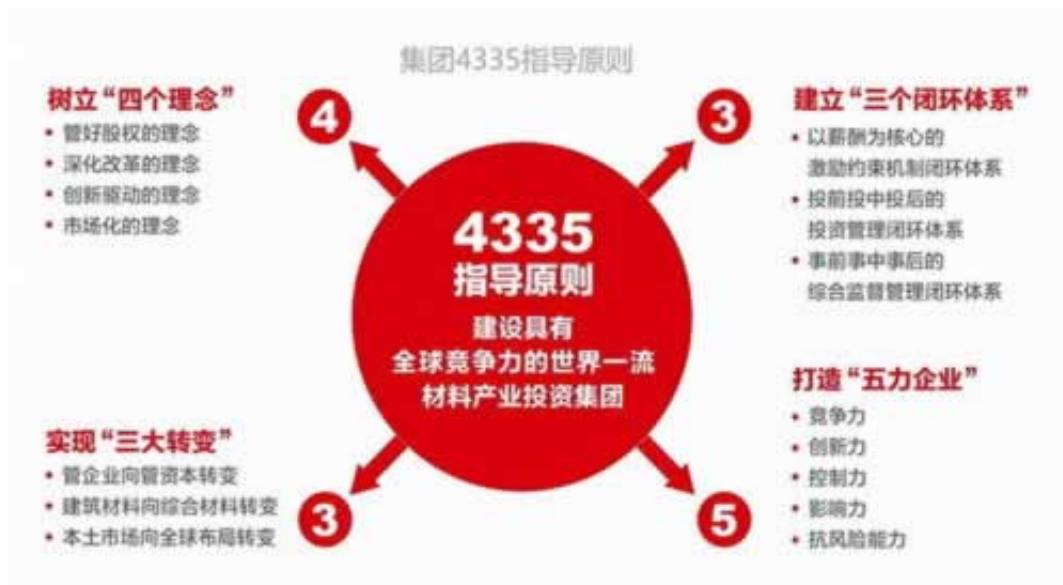 集团4335指导原则
树立“四个理念”
• 管好股权的理念
• 深化改革的理念
• 创新驱动的理念
• 市场化的理念
4
3
建立“三个闭环体系”
• 以薪酬为核心的
激励约束机制闭环体系
• 投前投中投后的
投资管理闭环体系
• 事前事中事后的
综合监督管理闭环体系
4335
指导原则
建设具有
全球竞争力的世界一流
材料产业投资集团
实现“三大转变”
• 管企业向管资本转变
• 建筑材料向综合材料转变
• 本土市场向全球布局转变
3
5
打造“五力企业”
• 竞争力
• 创新力
• 控制力
• 影响力
• 抗风险能力